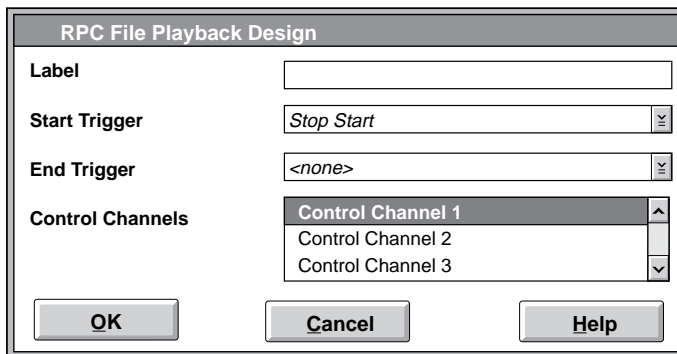 RPC File Playback Design
Label
Start Trigger Stop Start
End Trigger <none>
Control Channels Control Channel 1
Control Channel 2
Control Channel 3
OK Cancel Help